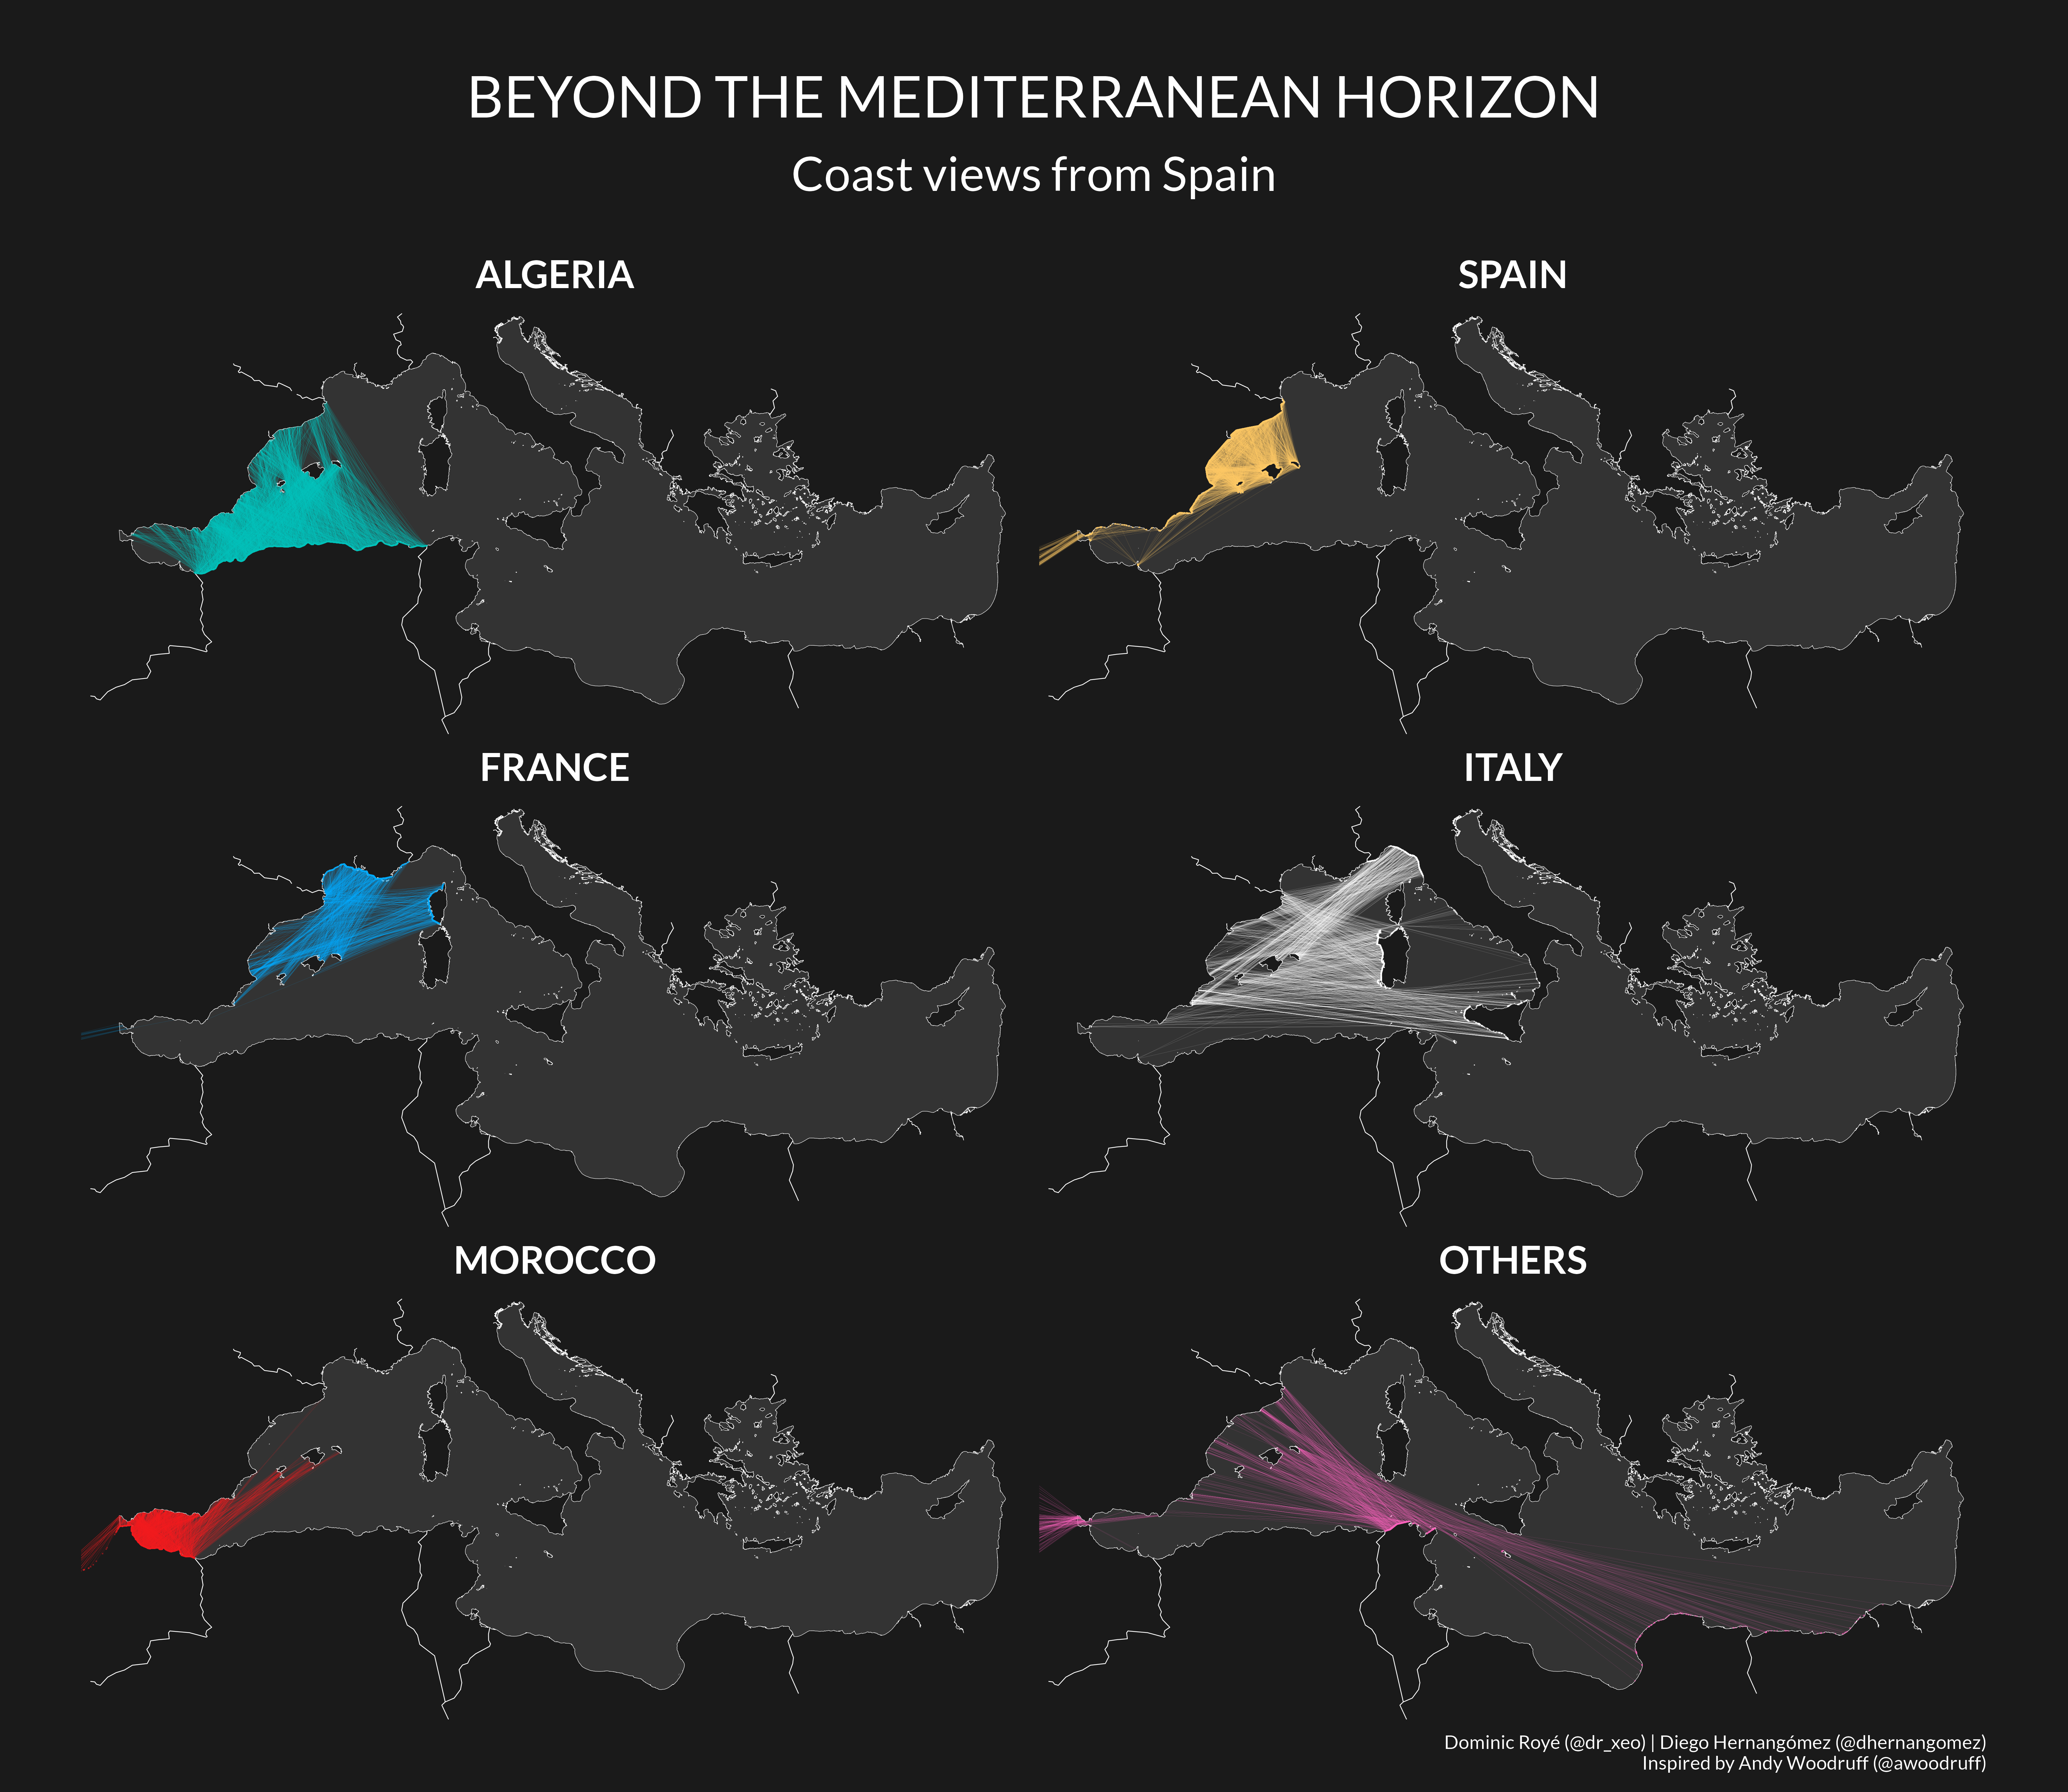 BEYOND THE MEDITERRANEAN HORIZON
Coast views from Spain
ALGERIA
SPAIN
FRANCE
ITALY
MOROCCO
OTHERS
Dominic Royé (@dr_xeo) | Diego Hernangómez (@dhernangomez)
Inspired by Andy Woodruff (@awoodruff)